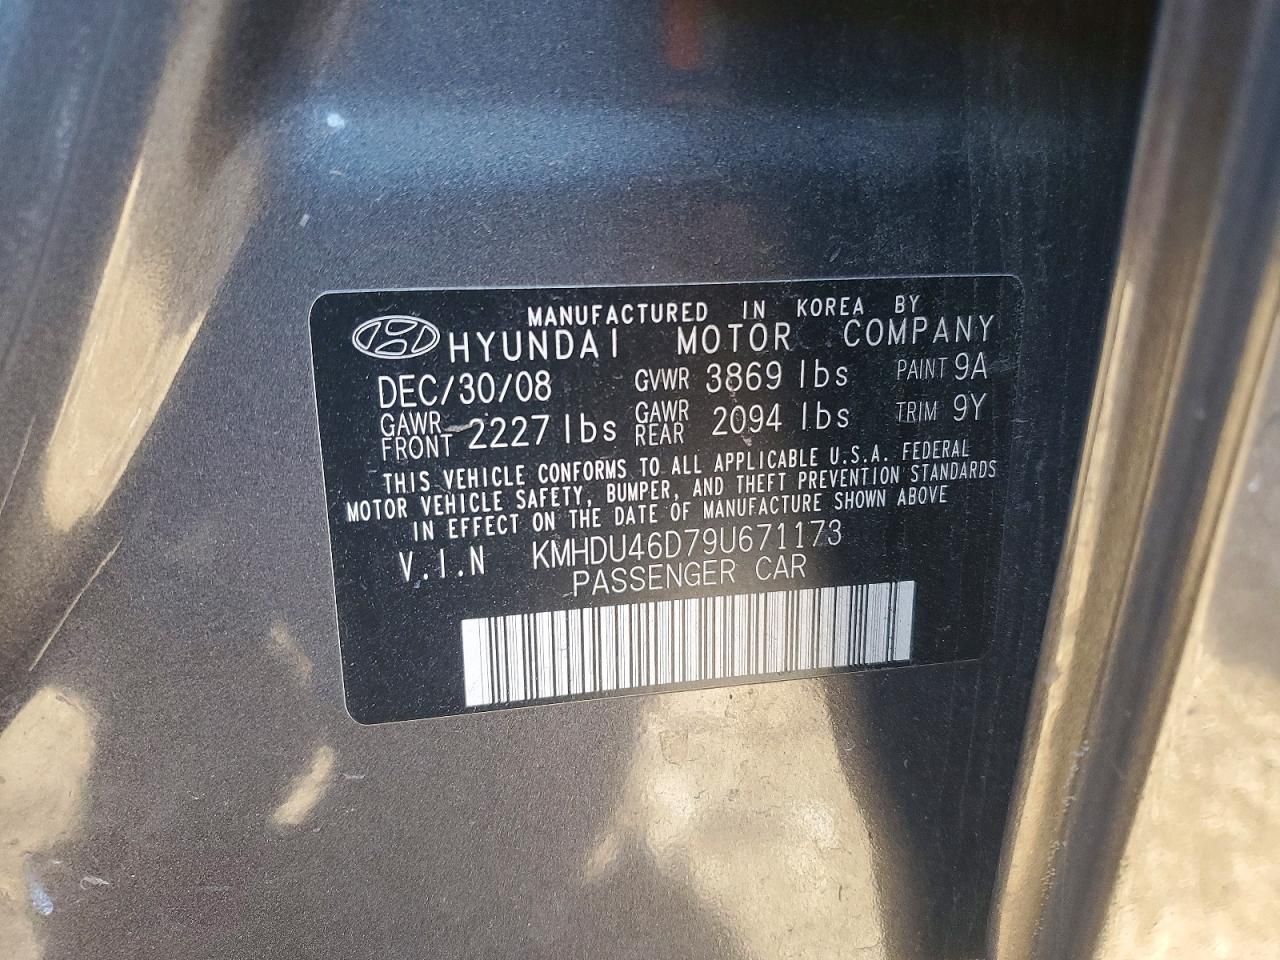 MANUFACTURED IN KOREA BY
HYUNDAI MOTOR COMPANY
DEC/30/08 GVWR 3869 lbs PAINT 9A
GAWR FRONT 2227 lbs GAWR REAR 2094 lbs TRIM 9Y
THIS VEHICLE CONFORMS TO ALL APPLICABLE U.S.A. FEDERAL
MOTOR VEHICLE SAFETY, BUMPER, AND THEFT PREVENTION STANDARDS
IN EFFECT ON THE DATE OF MANUFACTURE SHOWN ABOVE
V.I.N KMHDU46D79U671173
PASSENGER CAR